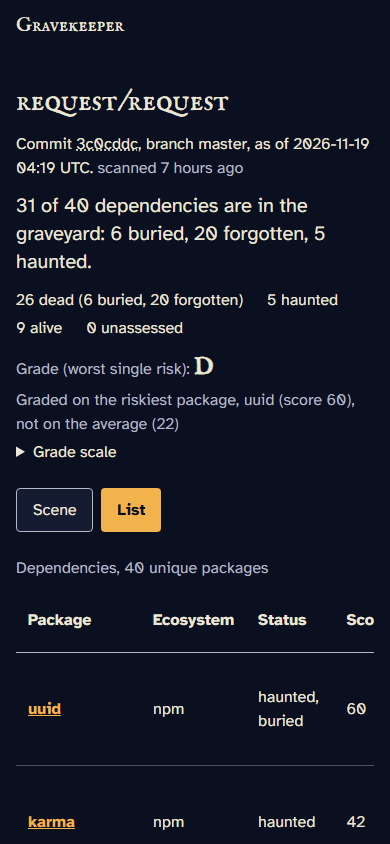 Gravekeeper
request/request
Commit 3c0cddc, branch master, as of 2026-11-19
04:19 UTC. scanned 7 hours ago
31 of 40 dependencies are in the
graveyard: 6 buried, 20 forgotten, 5
haunted.
26 dead (6 buried, 20 forgotten) 5 haunted
9 alive 0 unassessed
Grade (worst single risk): D
Graded on the riskiest package, uuid (score 60),
not on the average (22)
▶ Grade scale
Scene List
Dependencies, 40 unique packages
Package Ecosystem Status Sco
uuid npm haunted, buried 60
karma npm haunted 42